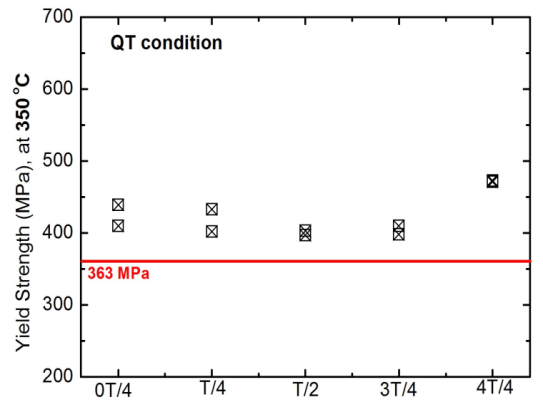 700
QT condition
600
500
400
363 MPa
300
200
0T/4 T/4 T/2 3T/4 4T/4
Yield Strength (MPa), at 350 °C